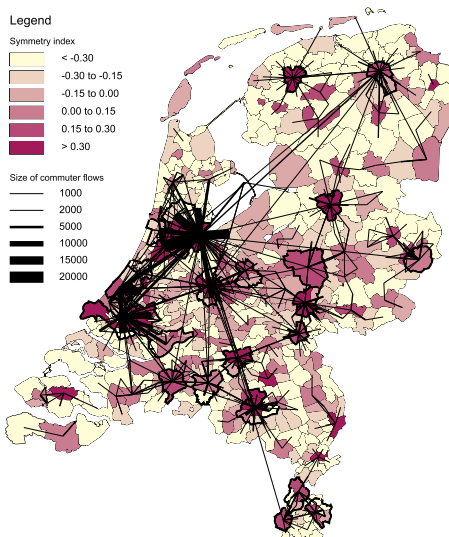 Legend
Symmetry index
< -0.30
-0.30 to -0.15
-0.15 to 0.00
0.00 to 0.15
0.15 to 0.30
> 0.30
Size of commuter flows
1000
2000
5000
10000
15000
20000